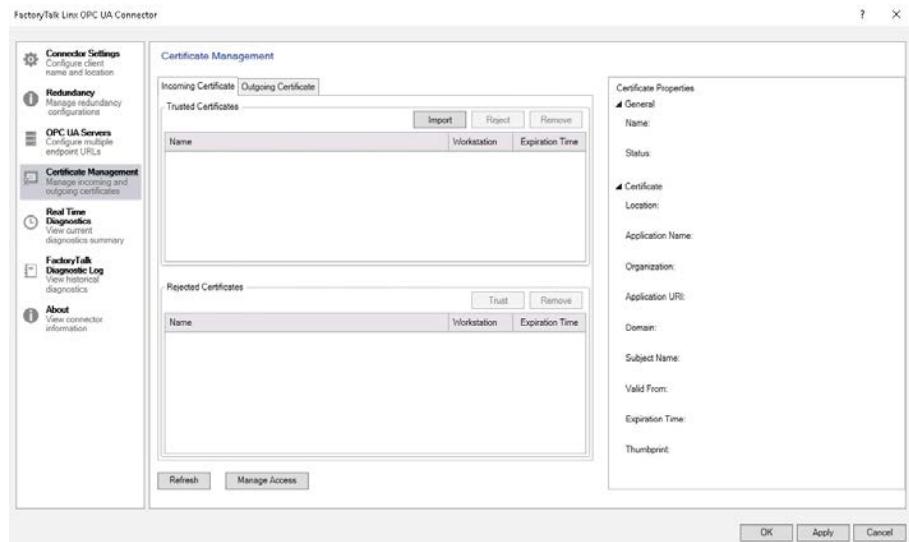 FactoryTalk Linx OPC UA Connector
? ×
Connector Settings
Configure client
name and location
Redundancy
Manage redundancy
configurations
OPC UA Servers
Configure multiple
endpoint URLs
Certificate Management
Manage incoming and
outgoing certificates
Real Time
Diagnostics
View current
diagnostics summary
FactoryTalk
Diagnostic Log
View historical
diagnostics
About
View connector
information
Certificate Management
Incoming Certificate Outgoing Certificate
Trusted Certificates
Import Reject Remove
Name Workstation Expiration Time
Rejected Certificates
Trust Remove
Name Workstation Expiration Time
Refresh Manage Access
Certificate Properties
General
Name:
Status:
Certificate
Location:
Application Name:
Organization:
Application URI:
Domain:
Subject Name:
Valid From:
Expiration Time:
Thumbprint:
OK Apply Cancel